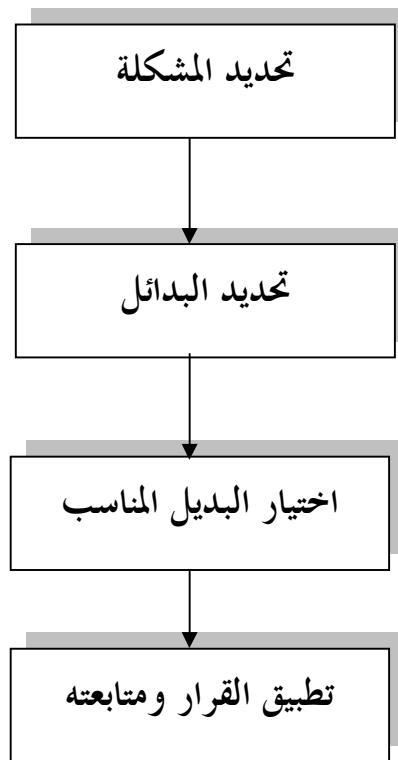 تحديد المشكلة
تحديد البدائل
اختيار البديل المناسب
تطبيق القرار ومتابعته